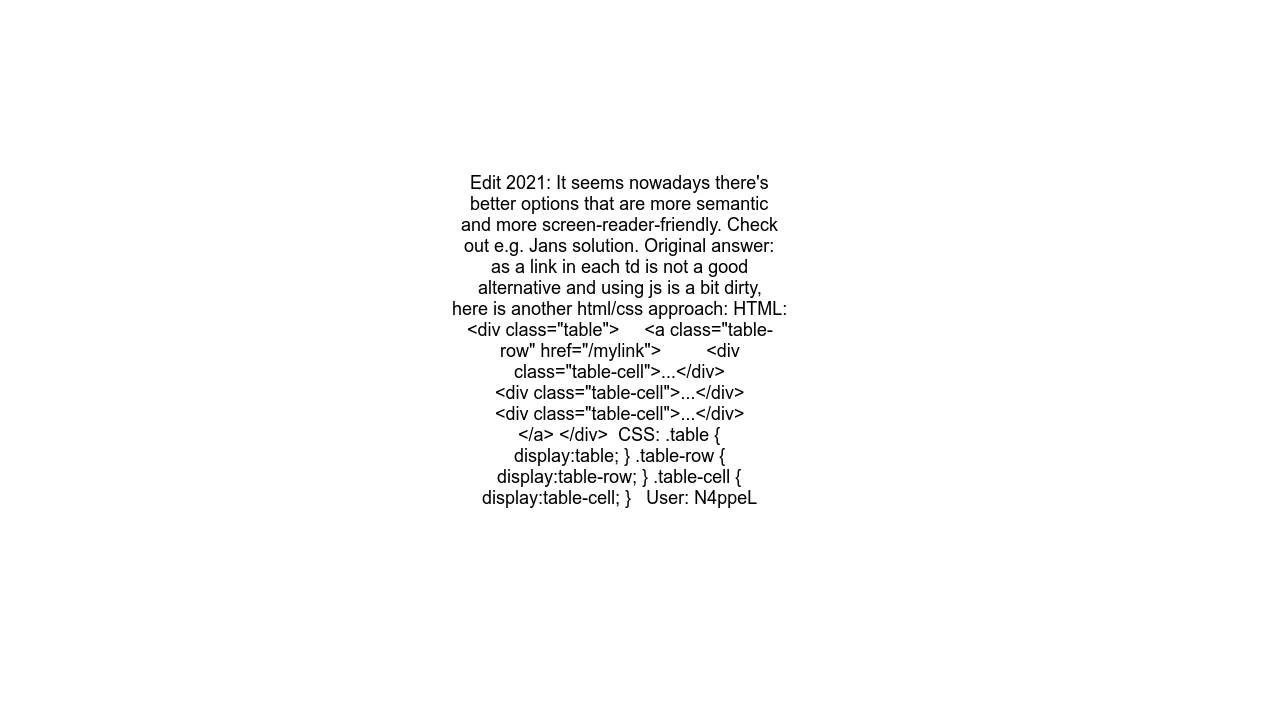 Edit 2021: It seems nowadays there's
better options that are more semantic
and more screen-reader-friendly. Check
out e.g. Jans solution. Original answer:
as a link in each td is not a good
alternative and using js is a bit dirty,
here is another html/css approach: HTML:
<div class="table">     <a class="table-
row" href="/mylink">         <div
class="table-cell">...</div>
<div class="table-cell">...</div>
<div class="table-cell">...</div>
</a> </div>  CSS: .table {
display:table; } .table-row {
display:table-row; } .table-cell {
display:table-cell; }   User: N4ppeL